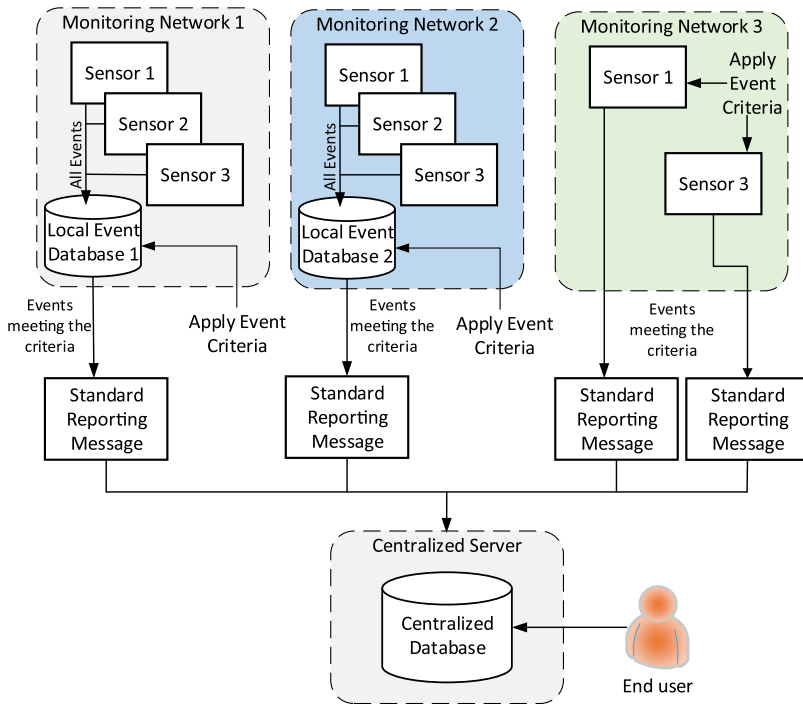 Monitoring Network 1
Sensor 1
Sensor 2
Sensor 3
All Events
Local Event
Database 1
Events
meeting the
criteria
Apply Event
Criteria
Standard
Reporting
Message
Monitoring Network 2
Sensor 1
Sensor 2
Sensor 3
All Events
Local Event
Database 2
Events
meeting the
criteria
Apply Event
Criteria
Standard
Reporting
Message
Monitoring Network 3
Sensor 1
Apply
Event
Criteria
Sensor 3
Events
meeting the
criteria
Standard
Reporting
Message
Standard
Reporting
Message
Centralized Server
Centralized
Database
End user